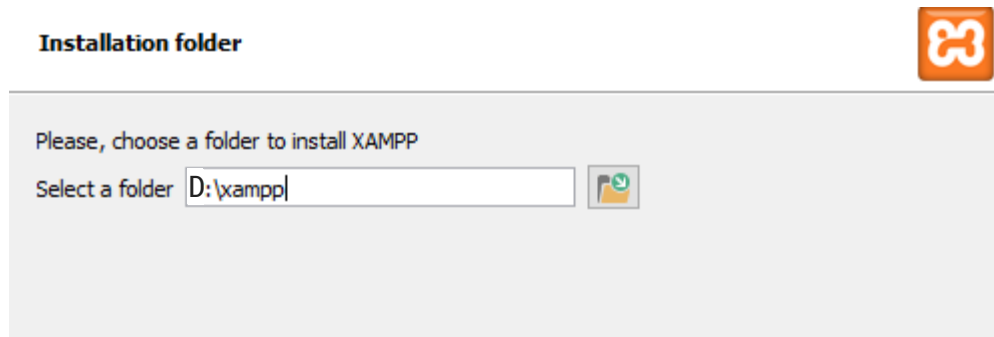 Installation folder
Please, choose a folder to install XAMPP
Select a folder D:\xampp